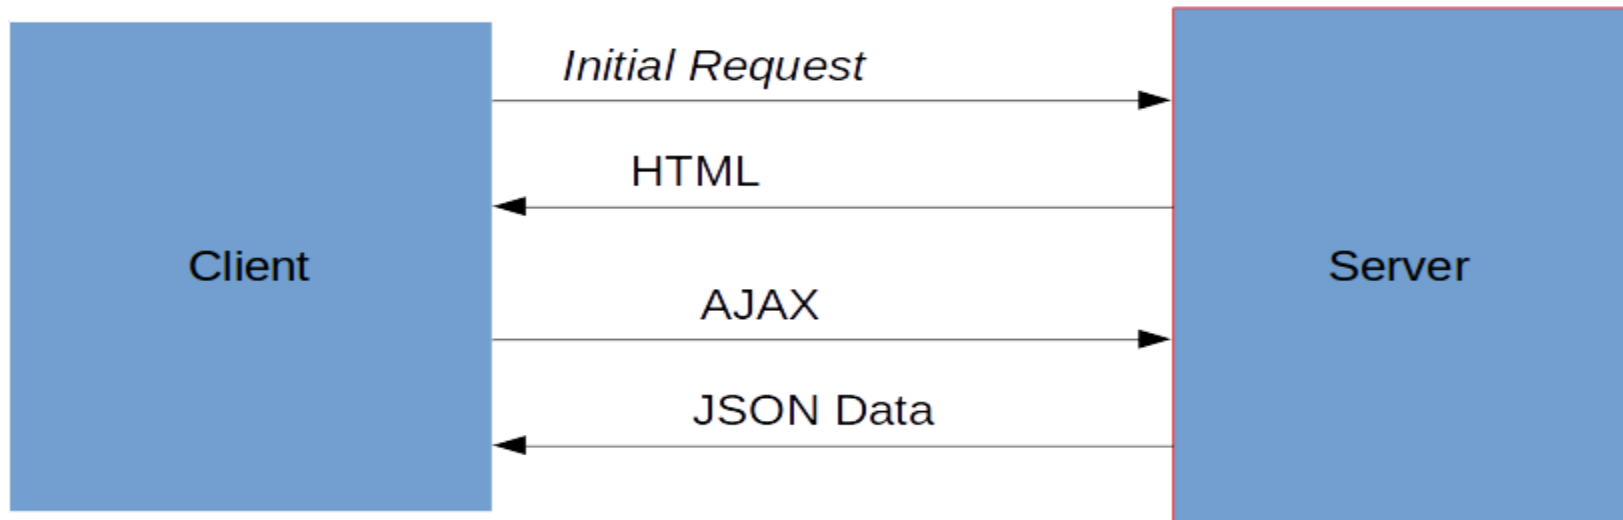 Initial Request
HTML
Client
Server
AJAX
JSON Data